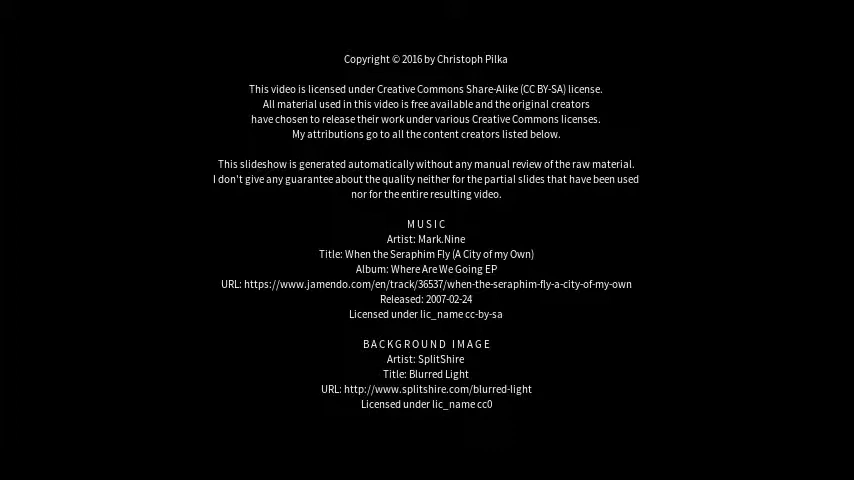 Copyright © 2016 by Christoph Pilka
This video is licensed under Creative Commons Share-Alike (CC BY-SA) license.
All material used in this video is free available and the original creators
have chosen to release their work under various Creative Commons licenses.
My attributions go to all the content creators listed below.
This slideshow is generated automatically without any manual review of the raw material.
I don't give any guarantee about the quality neither for the partial slides that have been used
nor for the entire resulting video.
MUSIC
Artist: Mark.Nine
Title: When the Seraphim Fly (A City of my Own)
Album: Where Are We Going EP
URL: https://www.jamendo.com/en/track/36537/when-the-seraphim-fly-a-city-of-my-own
Released: 2007-02-24
Licensed under lic_name cc-by-sa
BACKGROUND IMAGE
Artist: SplitShire
Title: Blurred Light
URL: http://www.splitshire.com/blurred-light
Licensed under lic_name cc0